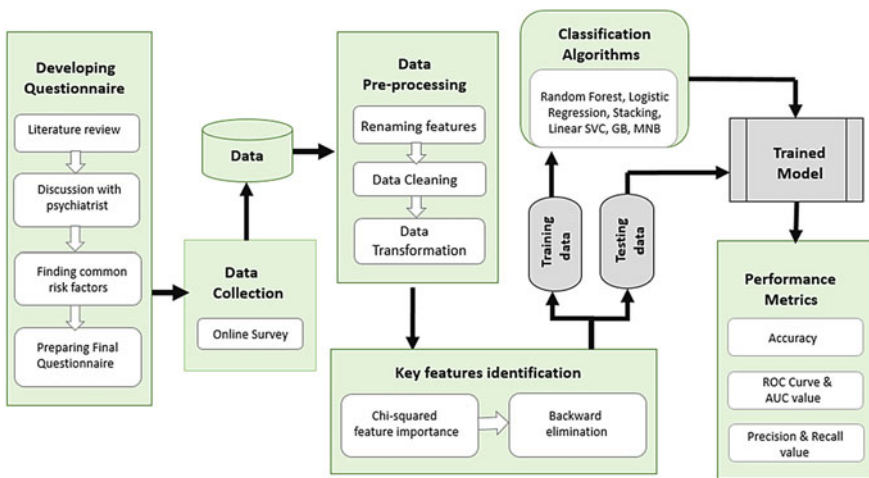 Developing
Questionnaire
Literature review
Discussion with
psychiatrist
Finding common
risk factors
Preparing Final
Questionnaire
Data
Data
Collection
Online Survey
Data
Pre-processing
Renaming features
Data Cleaning
Data
Transformation
Key features identification
Chi-squared
feature importance
Backward
elimination
Training
data
Testing
data
Classification
Algorithms
Random Forest, Logistic
Regression, Stacking,
Linear SVC, GB, MNB
Trained
Model
Performance
Metrics
Accuracy
ROC Curve &
AUC value
Precision & Recall
value